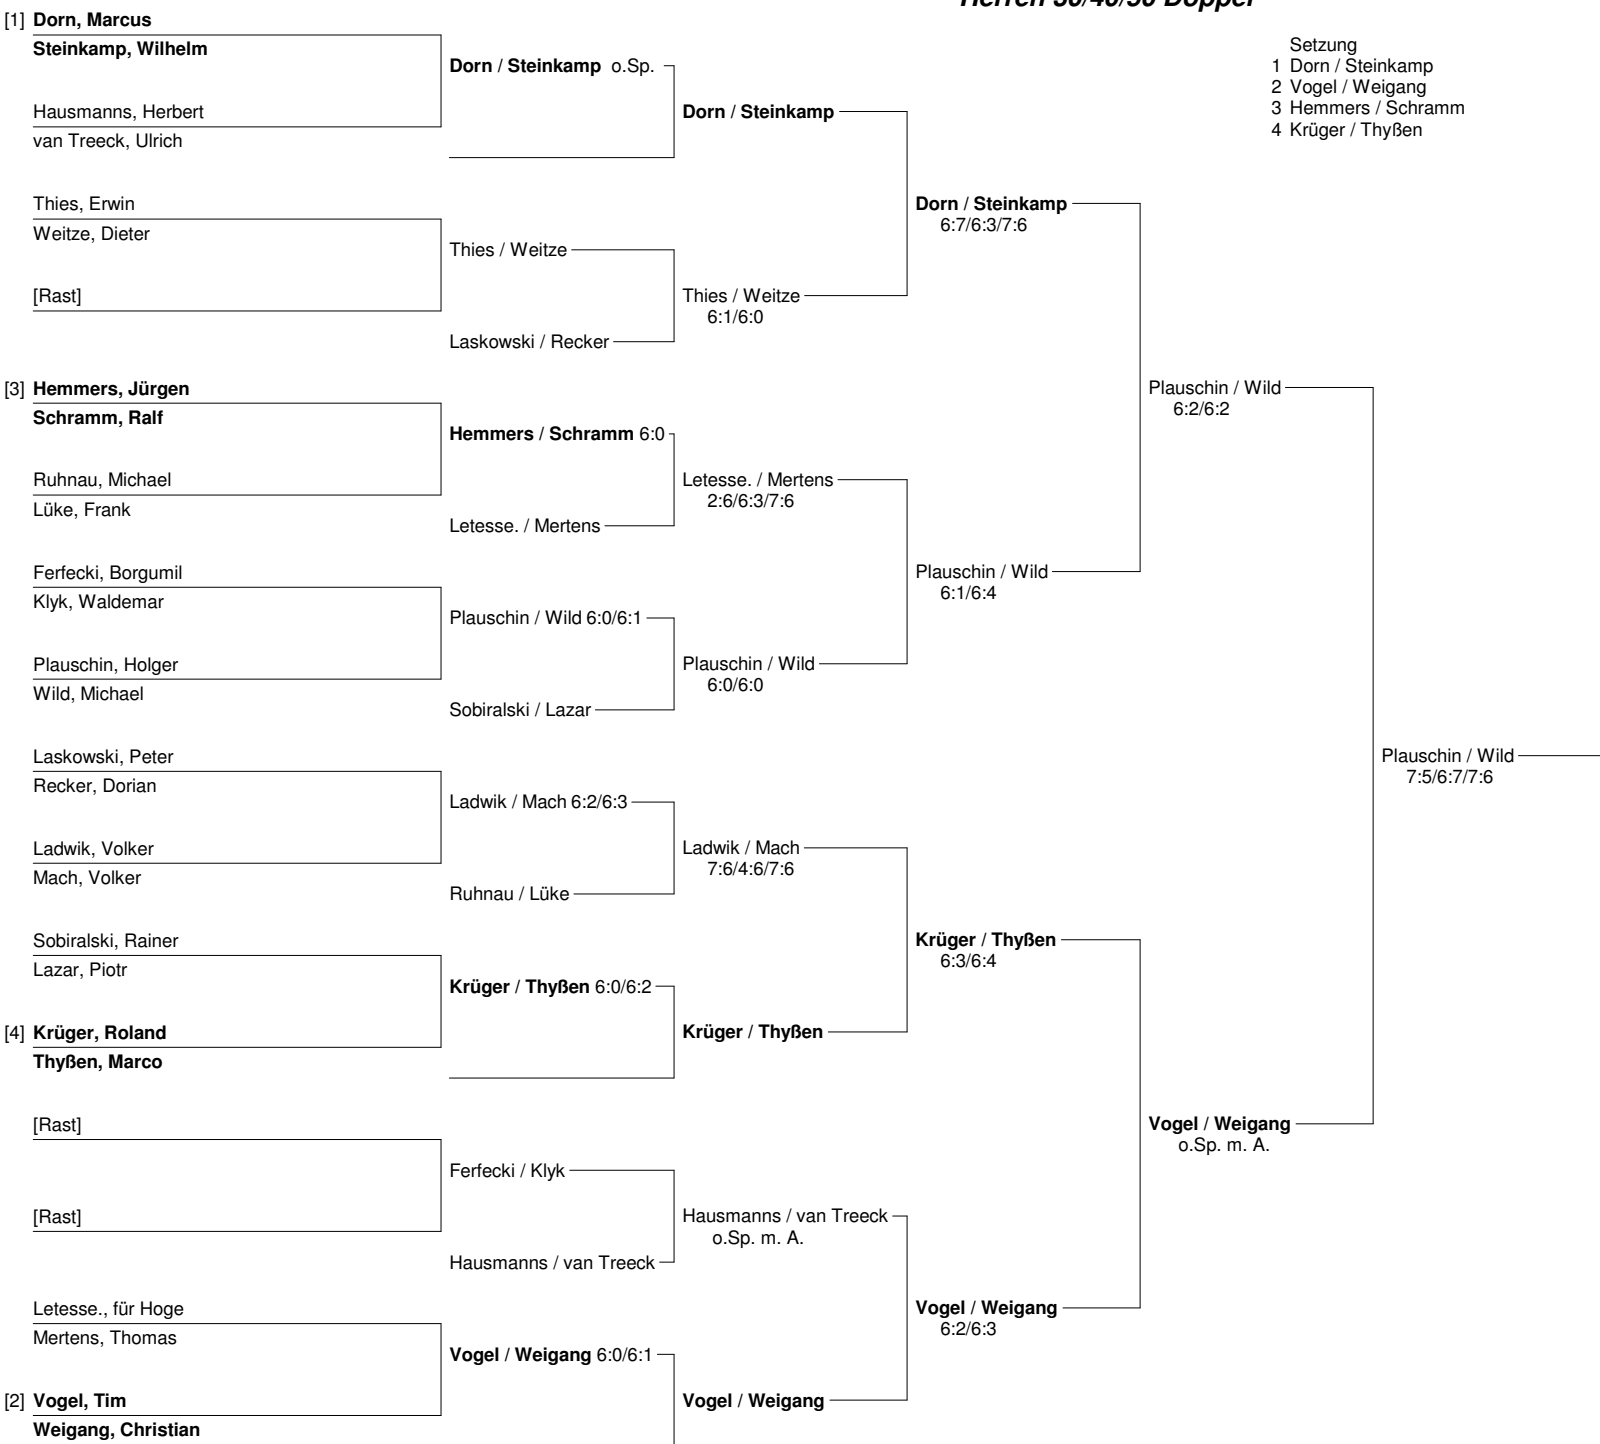 Herren 30/40/50 Doppel
[1] Dorn, Marcus
Steinkamp, Wilhelm
Hausmanns, Herbert
van Treeck, Ulrich
Thies, Erwin
Weitze, Dieter
[Rast]
[3] Hemmers, Jürgen
Schramm, Ralf
Ruhnau, Michael
Lüke, Frank
Ferfecki, Borgumil
Klyk, Waldemar
Plauschin, Holger
Wild, Michael
Laskowski, Peter
Recker, Dorian
Ladwik, Volker
Mach, Volker
Sobiralski, Rainer
Lazar, Piotr
[4] Krüger, Roland
Thyßen, Marco
[Rast]
[Rast]
Letesse., für Hoge
Mertens, Thomas
[2] Vogel, Tim
Weigang, Christian
Dorn / Steinkamp o.Sp.
Thies / Weitze
Laskowski / Recker
Hemmers / Schramm 6:0
Letesse. / Mertens
Plauschin / Wild 6:0/6:1
Sobiralski / Lazar
Ladwik / Mach 6:2/6:3
Ruhnau / Lüke
Krüger / Thyßen 6:0/6:2
Ferfecki / Klyk
Hausmanns / van Treeck
Vogel / Weigang 6:0/6:1
Dorn / Steinkamp
Thies / Weitze
6:1/6:0
Letesse. / Mertens
2:6/6:3/7:6
Plauschin / Wild
6:0/6:0
Ladwik / Mach
7:6/4:6/7:6
Krüger / Thyßen
Hausmanns / van Treeck
o.Sp. m. A.
Vogel / Weigang
Dorn / Steinkamp
6:7/6:3/7:6
Plauschin / Wild
6:1/6:4
Krüger / Thyßen
6:3/6:4
Vogel / Weigang
6:2/6:3
Plauschin / Wild
6:2/6:2
Vogel / Weigang
o.Sp. m. A.
Plauschin / Wild
7:5/6:7/7:6
Setzung
1 Dorn / Steinkamp
2 Vogel / Weigang
3 Hemmers / Schramm
4 Krüger / Thyßen